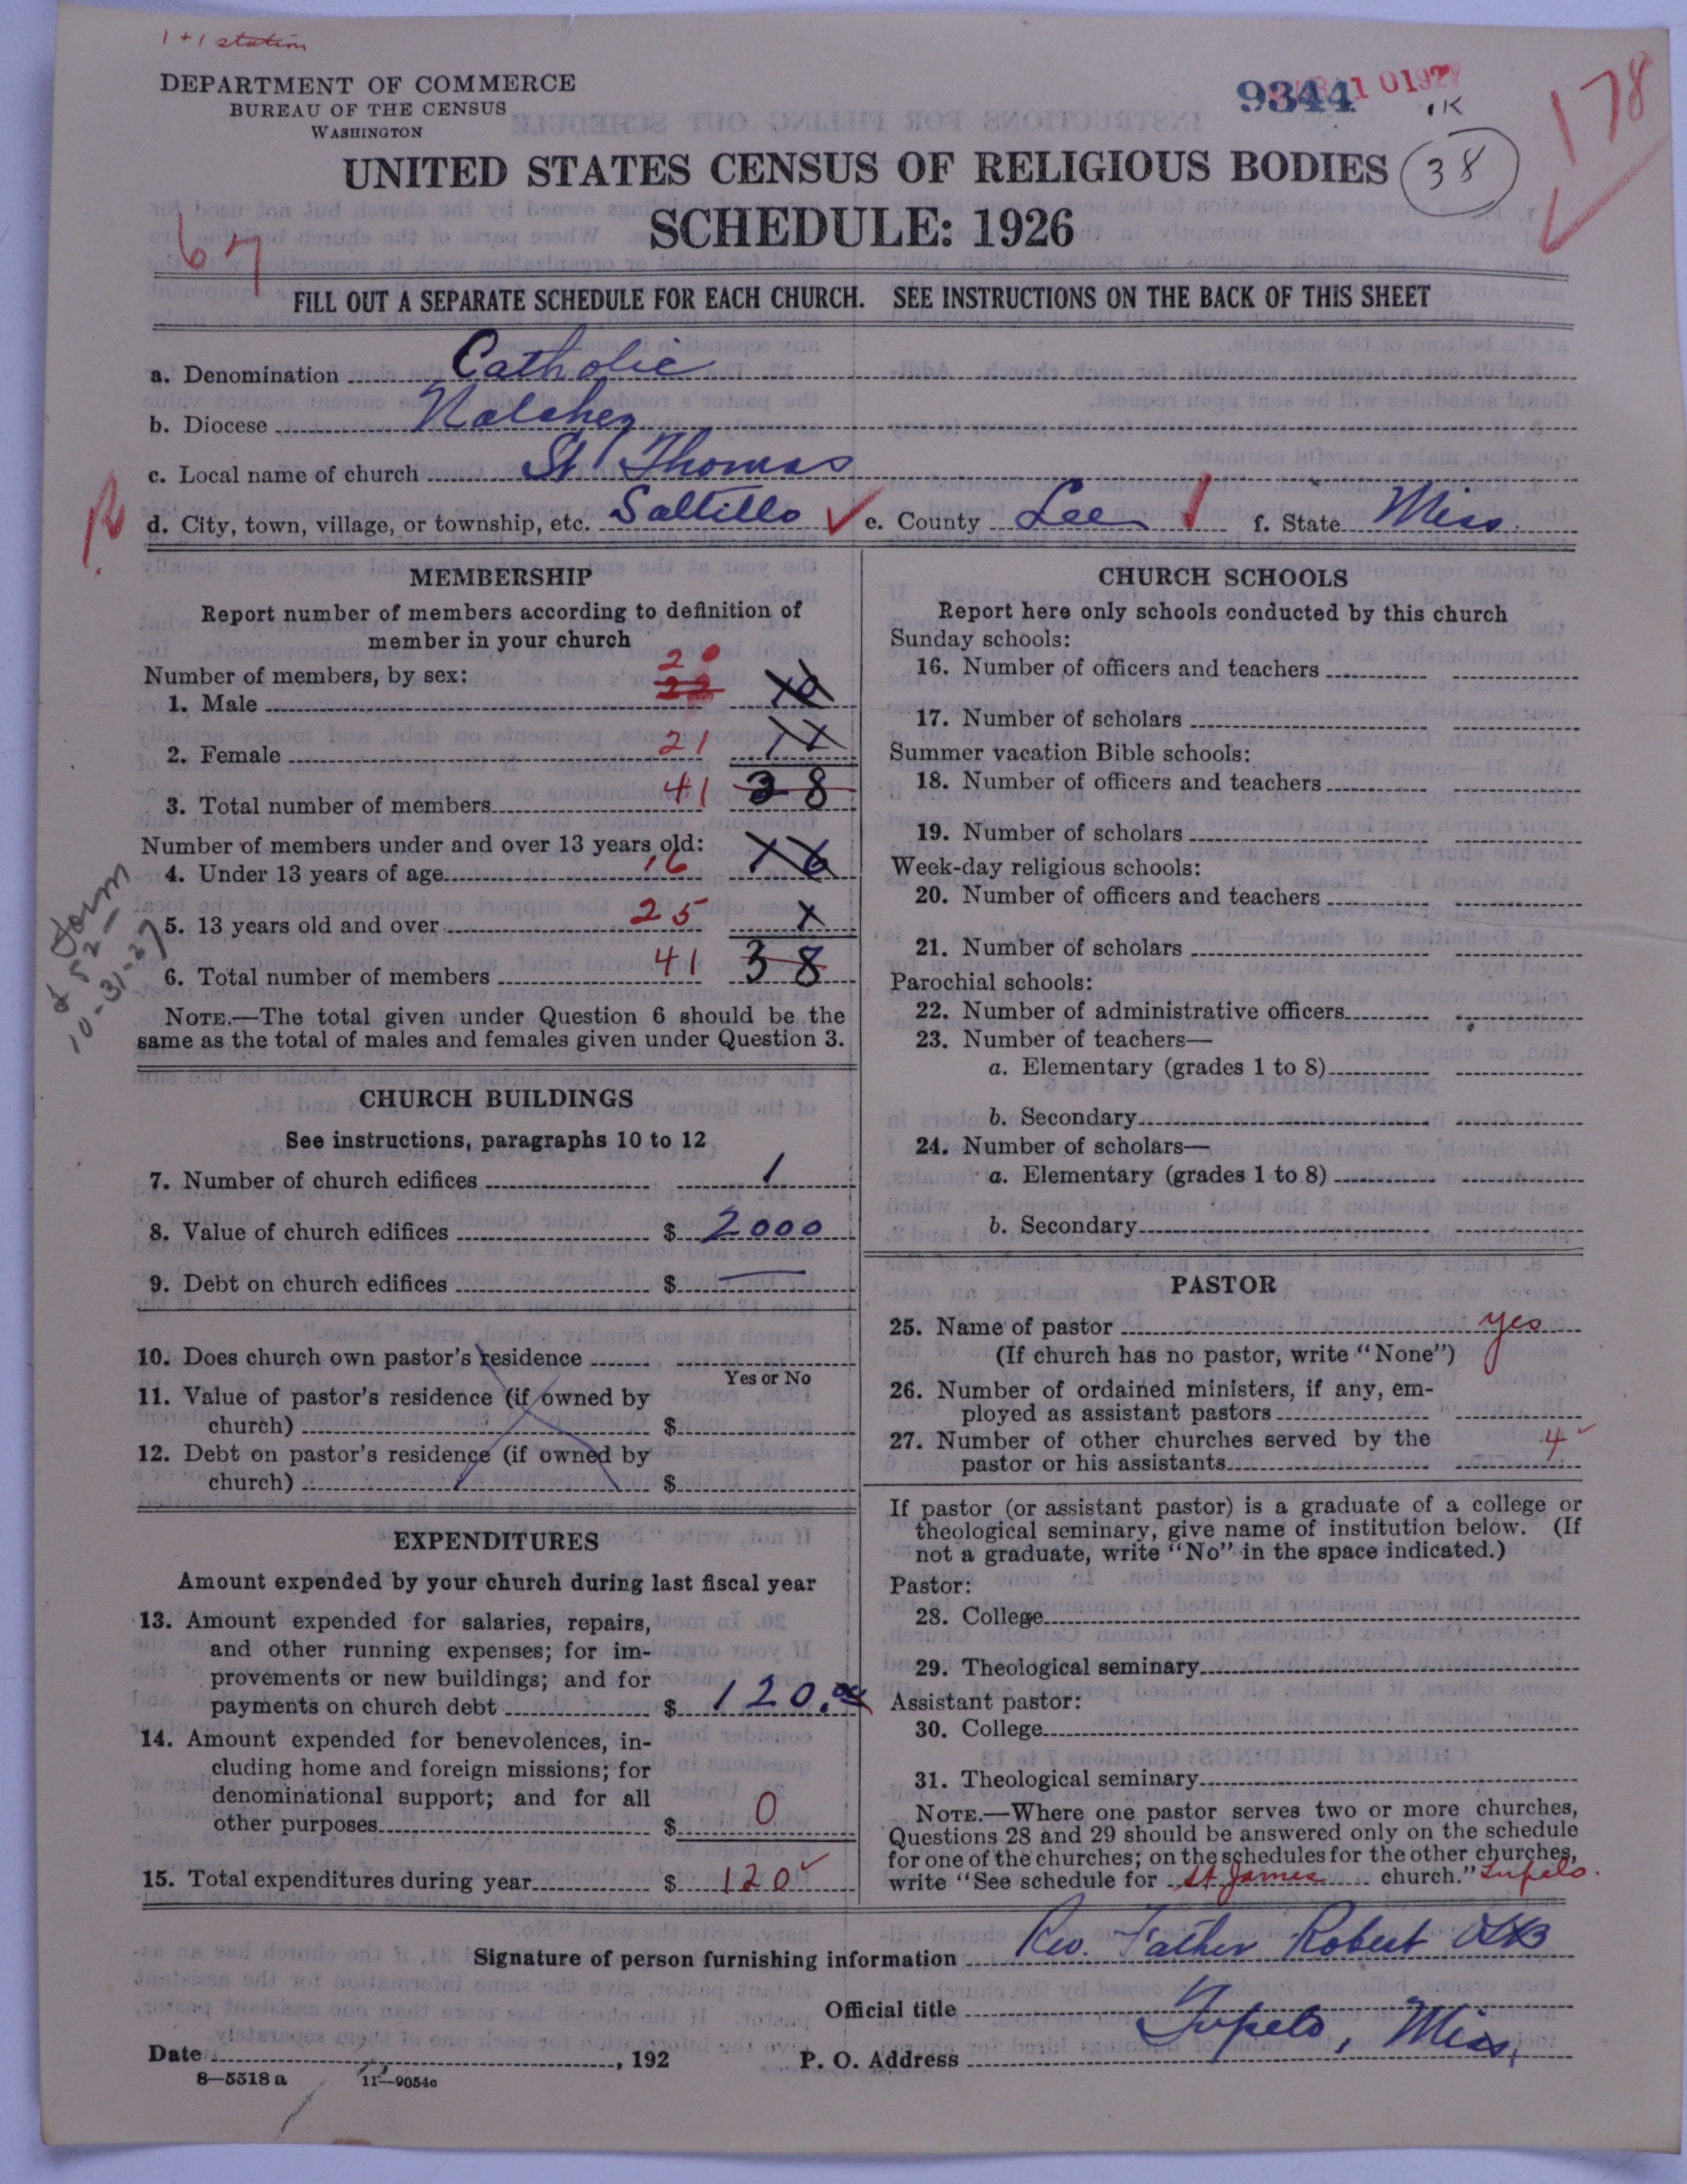 1 + 1 station
DEPARTMENT OF COMMERCE
BUREAU OF THE CENSUS
WASHINGTON
9344
10 192
178
UNITED STATES CENSUS OF RELIGIOUS BODIES
38
SCHEDULE: 1926
67
FILL OUT A SEPARATE SCHEDULE FOR EACH CHURCH. SEE INSTRUCTIONS ON THE BACK OF THIS SHEET
a. Denomination Catholic
b. Diocese Natchez
c. Local name of church St Thomas
d. City, town, village, or township, etc. Saltillo e. County Lee f. State Miss.
MEMBERSHIP
Report number of members according to definition of
member in your church
Number of members, by sex:
20
1. Male 22 10
2. Female 21
3. Total number of members 41 38
Number of members under and over 13 years old:
4. Under 13 years of age 16 16
5. 13 years old and over 25 x
6. Total number of members 41 38
NOTE.—The total given under Question 6 should be the
same as the total of males and females given under Question 3.
Form
10-31-27
CHURCH BUILDINGS
See instructions, paragraphs 10 to 12
7. Number of church edifices 1
8. Value of church edifices $ 2000
9. Debt on church edifices $ —
10. Does church own pastor's residence
Yes or No
11. Value of pastor's residence (if owned by
church) $
12. Debt on pastor's residence (if owned by
church) $
EXPENDITURES
Amount expended by your church during last fiscal year
13. Amount expended for salaries, repairs,
and other running expenses; for im-
provements or new buildings; and for
payments on church debt $ 120.00
14. Amount expended for benevolences, in-
cluding home and foreign missions; for
denominational support; and for all
other purposes $ 0
15. Total expenditures during year $ 120
CHURCH SCHOOLS
Report here only schools conducted by this church
Sunday schools:
16. Number of officers and teachers
17. Number of scholars
Summer vacation Bible schools:
18. Number of officers and teachers
19. Number of scholars
Week-day religious schools:
20. Number of officers and teachers
21. Number of scholars
Parochial schools:
22. Number of administrative officers
23. Number of teachers—
a. Elementary (grades 1 to 8)
b. Secondary
24. Number of scholars—
a. Elementary (grades 1 to 8)
b. Secondary
PASTOR
25. Name of pastor yes
(If church has no pastor, write "None")
26. Number of ordained ministers, if any, em-
ployed as assistant pastors
27. Number of other churches served by the
pastor or his assistants 4
If pastor (or assistant pastor) is a graduate of a college or
theological seminary, give name of institution below. (If
not a graduate, write "No" in the space indicated.)
Pastor:
28. College
29. Theological seminary
Assistant pastor:
30. College
31. Theological seminary
NOTE.—Where one pastor serves two or more churches,
Questions 28 and 29 should be answered only on the schedule
for one of the churches; on the schedules for the other churches,
write "See schedule for St James church." Tupelo.
Signature of person furnishing information Rev. Father Robert OSB
Official title
Date , 192
P. O. Address Tupelo, Miss,
8—5518 a 11—9054c